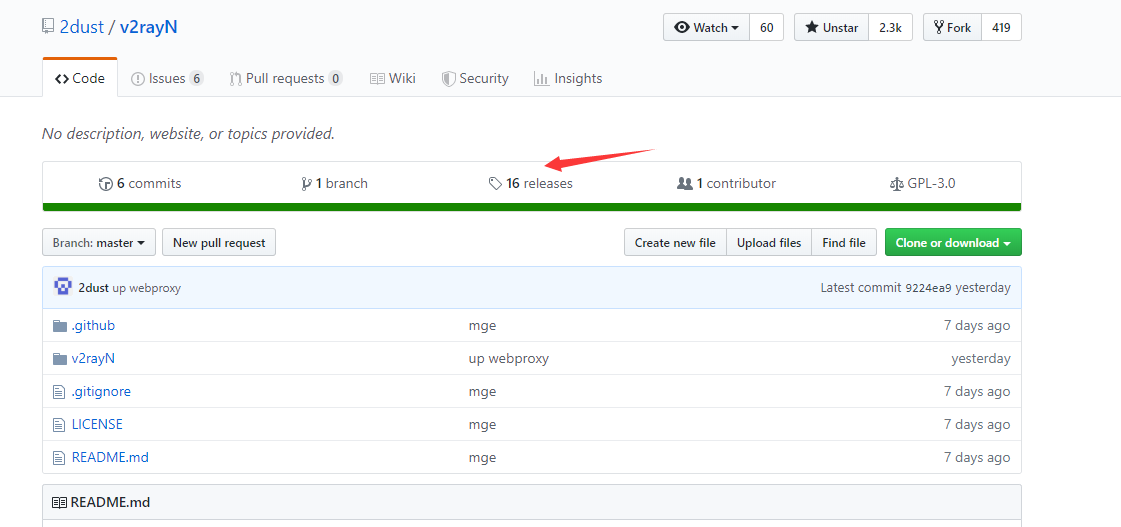 2dust / v2rayN
Watch 60 Unstar 2.3k Fork 419
Code Issues 6 Pull requests 0 Wiki Security Insights
No description, website, or topics provided.
6 commits 1 branch 16 releases 1 contributor GPL-3.0
Branch: master New pull request Create new file Upload files Find file Clone or download
2dust up webproxy Latest commit 9224ea9 yesterday
.github mge 7 days ago
v2rayN up webproxy yesterday
.gitignore mge 7 days ago
LICENSE mge 7 days ago
README.md mge 7 days ago
README.md